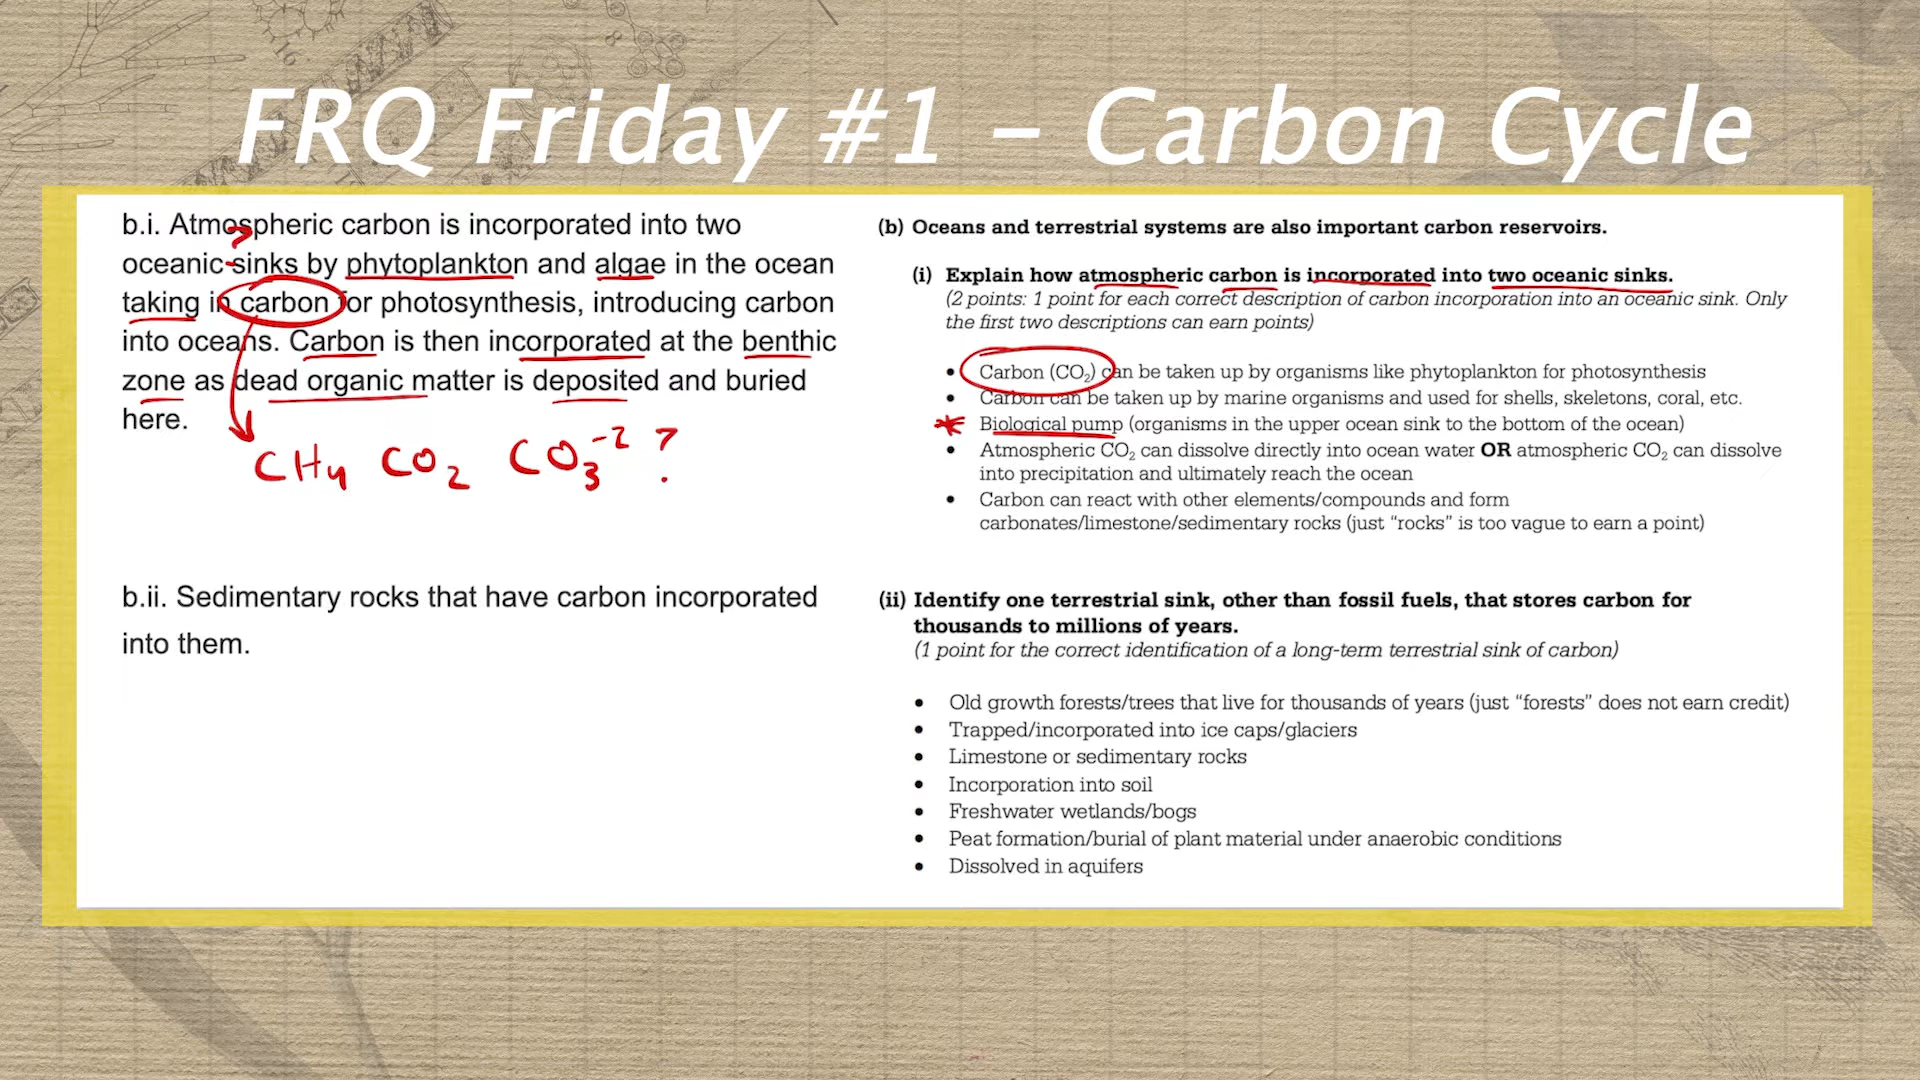 FRQ Friday #1 – Carbon Cycle
b.i. Atmospheric carbon is incorporated into two
oceanic sinks by phytoplankton and algae in the ocean
taking in carbon for photosynthesis, introducing carbon
into oceans. Carbon is then incorporated at the benthic
zone as dead organic matter is deposited and buried
here.
?
CH4 CO2 CO3-2 ?
b.ii. Sedimentary rocks that have carbon incorporated
into them.
(b) Oceans and terrestrial systems are also important carbon reservoirs.
(i) Explain how atmospheric carbon is incorporated into two oceanic sinks.
(2 points: 1 point for each correct description of carbon incorporation into an oceanic sink. Only
the first two descriptions can earn points)
• Carbon (CO₂) can be taken up by organisms like phytoplankton for photosynthesis
• Carbon can be taken up by marine organisms and used for shells, skeletons, coral, etc.
* Biological pump (organisms in the upper ocean sink to the bottom of the ocean)
• Atmospheric CO₂ can dissolve directly into ocean water OR atmospheric CO₂ can dissolve
into precipitation and ultimately reach the ocean
• Carbon can react with other elements/compounds and form
carbonates/limestone/sedimentary rocks (just “rocks” is too vague to earn a point)
(ii) Identify one terrestrial sink, other than fossil fuels, that stores carbon for
thousands to millions of years.
(1 point for the correct identification of a long-term terrestrial sink of carbon)
• Old growth forests/trees that live for thousands of years (just “forests” does not earn credit)
• Trapped/incorporated into ice caps/glaciers
• Limestone or sedimentary rocks
• Incorporation into soil
• Freshwater wetlands/bogs
• Peat formation/burial of plant material under anaerobic conditions
• Dissolved in aquifers